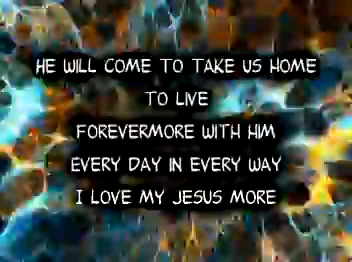 HE WILL COME TO TAKE US HOME
TO LIVE
FOREVERMORE WITH HIM
EVERY DAY IN EVERY WAY
I LOVE MY JESUS MORE